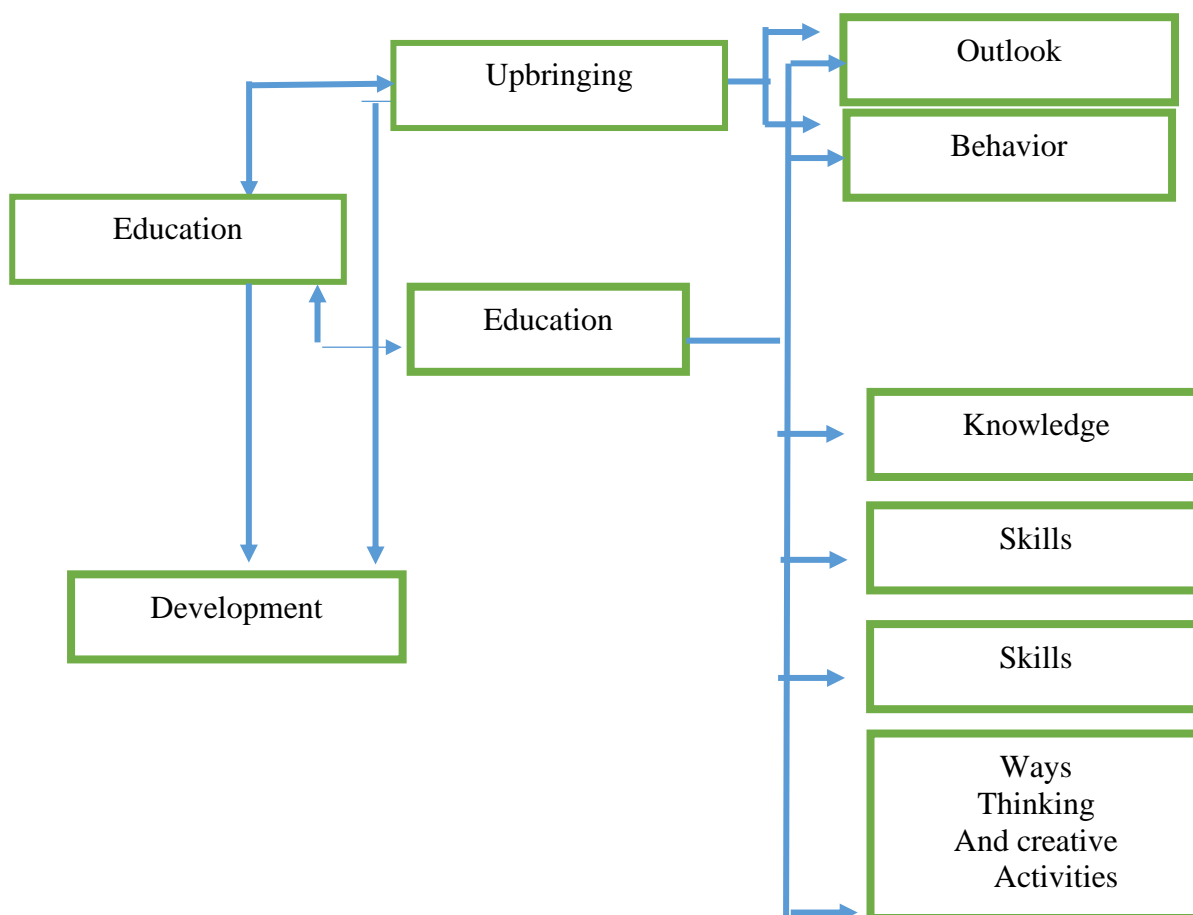 Outlook
Upbringing
Behavior
Education
Education
Knowledge
Skills
Development
Skills
Ways
Thinking
And creative
Activities